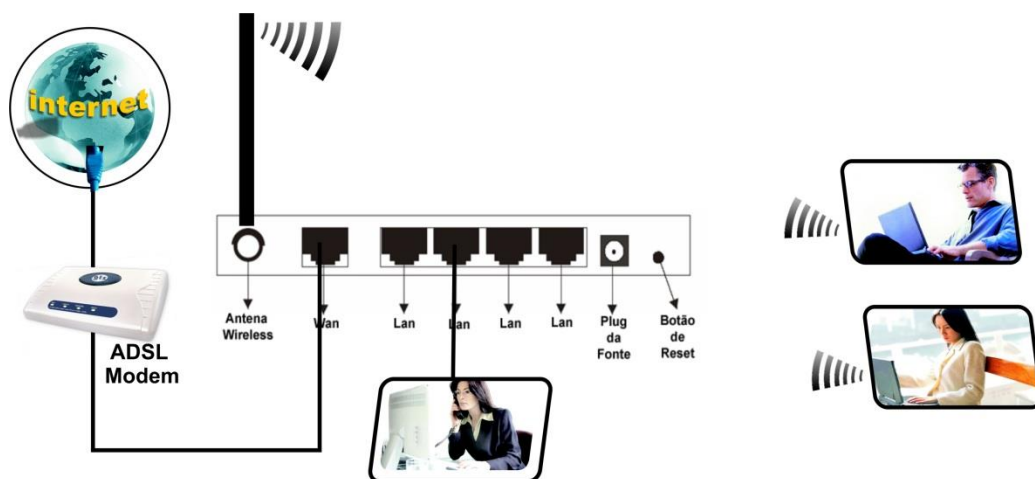 internet
ADSL
Modem
Antena
Wireless
Wan
Lan
Lan
Lan
Lan
Plug
da
Fonte
Botão
de
Reset